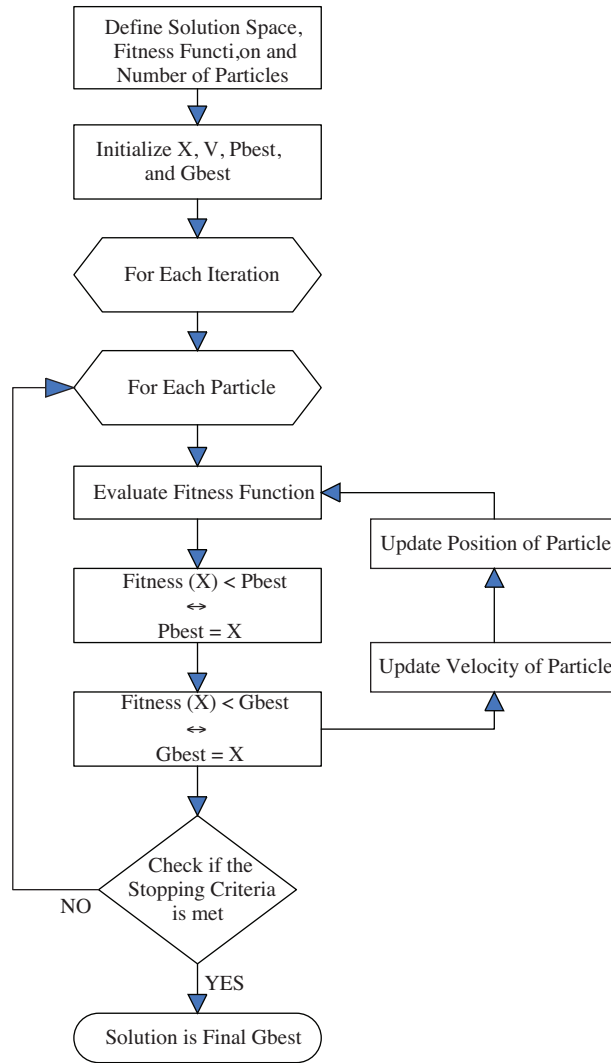 Define Solution Space,
Fitness Functi,on and
Number of Particles
Initialize X, V, Pbest,
and Gbest
For Each Iteration
For Each Particle
Evaluate Fitness Function
Update Position of Particle
Fitness (X) < Pbest
↔
Pbest = X
Update Velocity of Particle
Fitness (X) < Gbest
↔
Gbest = X
Check if the
Stopping Criteria
is met
NO
YES
Solution is Final Gbest